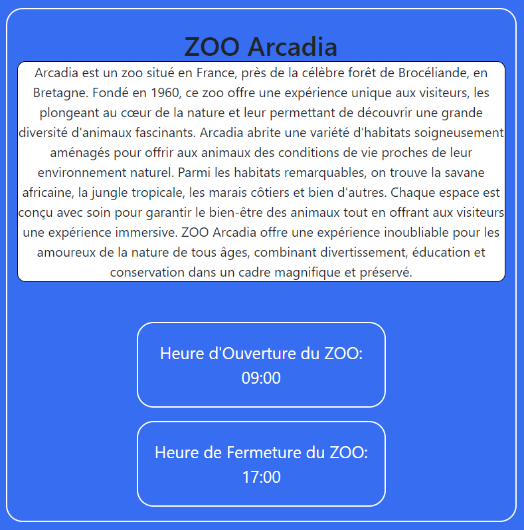 ZOO Arcadia
Arcadia est un zoo situé en France, près de la célèbre forêt de Brocéliande, en
Bretagne. Fondé en 1960, ce zoo offre une expérience unique aux visiteurs, les
plongeant au cœur de la nature et leur permettant de découvrir une grande
diversité d'animaux fascinants. Arcadia abrite une variété d'habitats soigneusement
aménagés pour offrir aux animaux des conditions de vie proches de leur
environnement naturel. Parmi les habitats remarquables, on trouve la savane
africaine, la jungle tropicale, les marais côtiers et bien d'autres. Chaque espace est
conçu avec soin pour garantir le bien-être des animaux tout en offrant aux visiteurs
une expérience immersive. ZOO Arcadia offre une expérience inoubliable pour les
amoureux de la nature de tous âges, combinant divertissement, éducation et
conservation dans un cadre magnifique et préservé.
Heure d'Ouverture du ZOO:
09:00
Heure de Fermeture du ZOO:
17:00